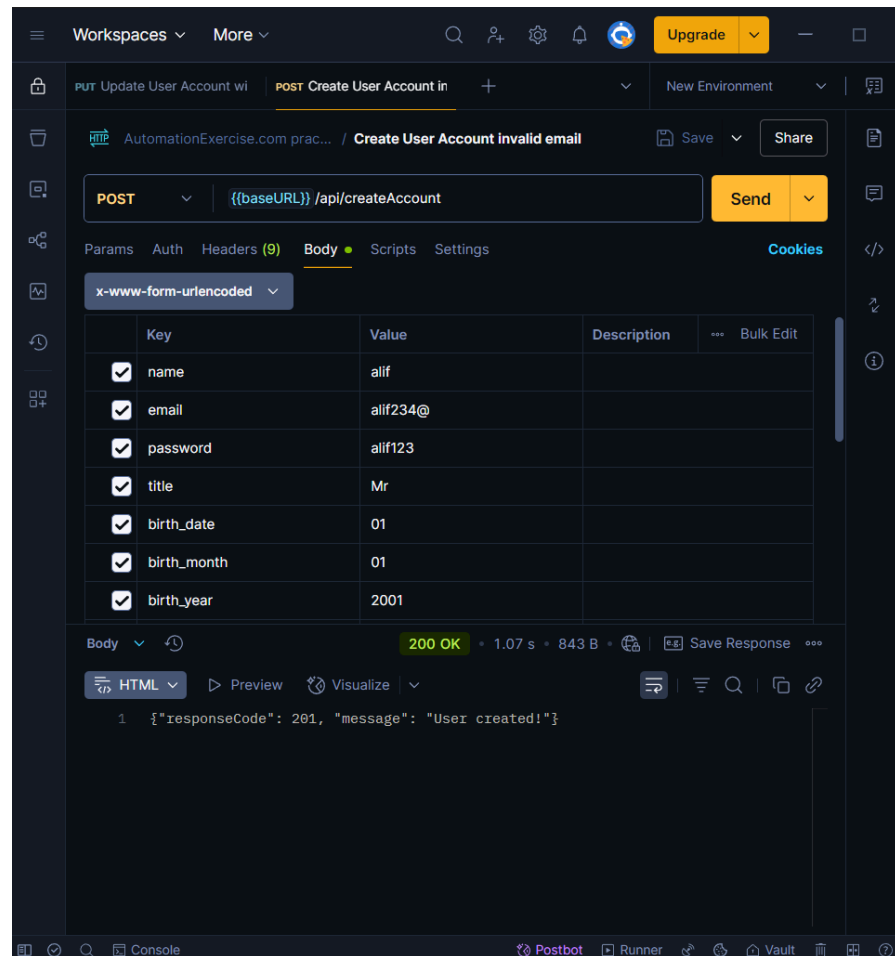 Workspaces More Upgrade
PUT Update User Account wi POST Create User Account in New Environment
HTTP AutomationExercise.com prac... / Create User Account invalid email Save Share
POST {{baseURL}} /api/createAccount Send
Params Auth Headers (9) Body Scripts Settings Cookies
x-www-form-urlencoded
Key Value Description Bulk Edit
name alif
email alif234@
password alif123
title Mr
birth_date 01
birth_month 01
birth_year 2001
Body 200 OK • 1.07 s • 843 B • e.g. Save Response
</> HTML Preview Visualize
1 {"responseCode": 201, "message": "User created!"}
Console Postbot Runner Vault